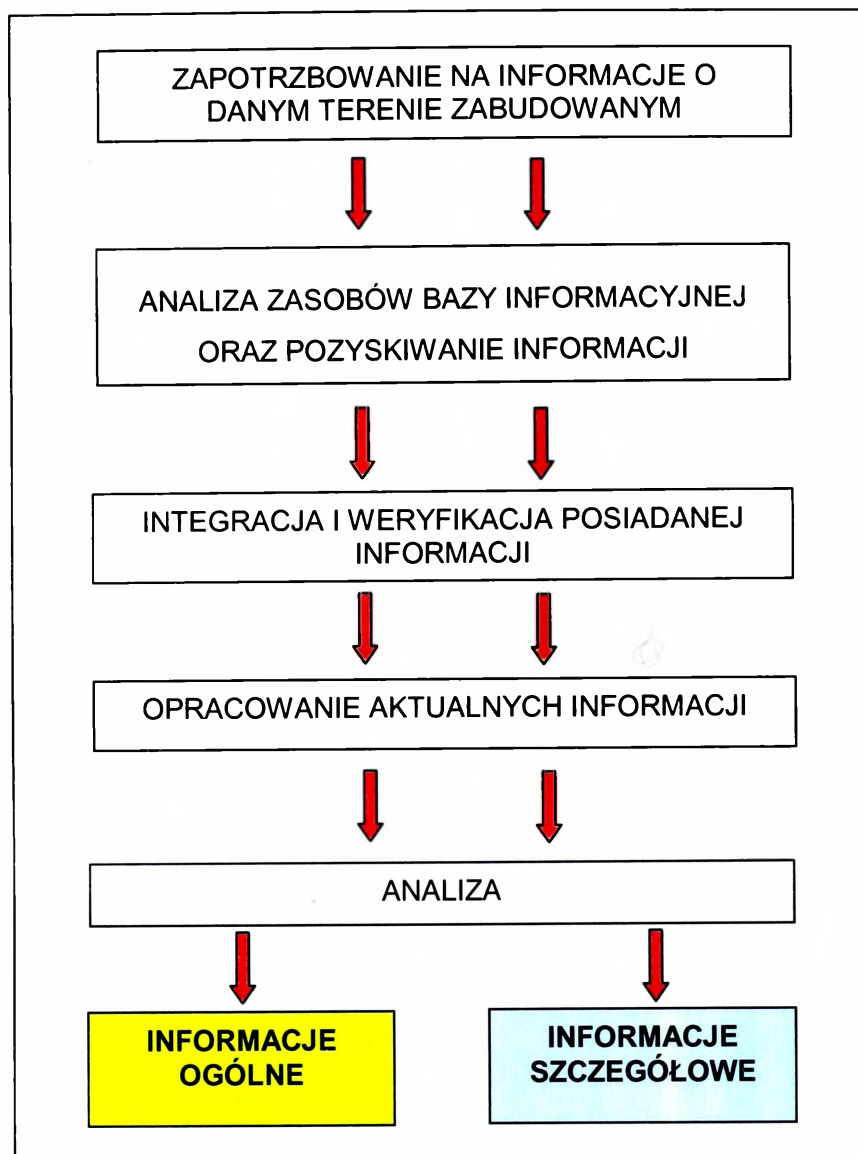 ZAPOTRZBOWANIE NA INFORMACJE O
DANYM TERENIE ZABUDOWANYM
ANALIZA ZASOBÓW BAZY INFORMACYJNEJ
ORAZ POZYSKIWANIE INFORMACJI
INTEGRACJA I WERYFIKACJA POSIADANEJ
INFORMACJI
OPRACOWANIE AKTUALNYCH INFORMACJI
ANALIZA
INFORMACJE
OGÓLNE
INFORMACJE
SZCZEGÓŁOWE